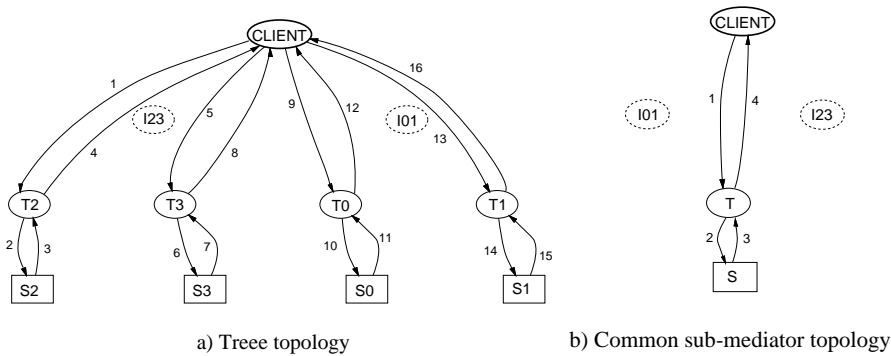 CLIENT
1
4
I23
5
8
9
12
I01
13
16
T2
T3
T0
T1
2
3
6
7
10
11
14
15
S2
S3
S0
S1
a) Treee topology
CLIENT
I01
1
4
I23
T
2
3
S
b) Common sub-mediator topology